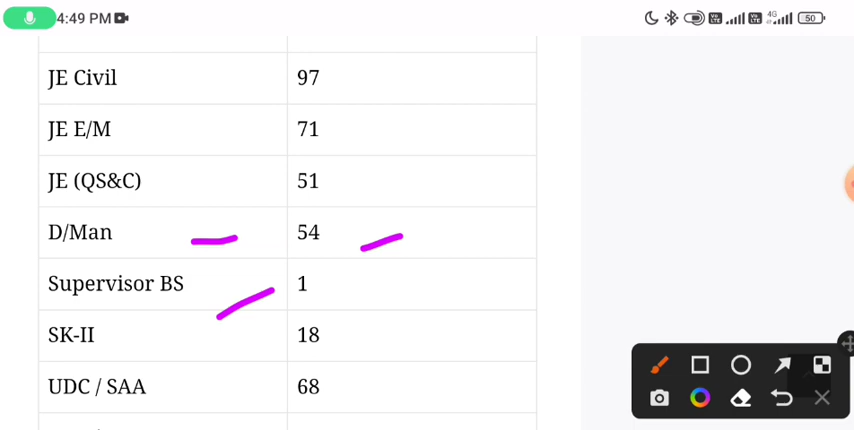 4:49 PM
4G
50
JE Civil 97
JE E/M 71
JE (QS&C) 51
D/Man 54
Supervisor BS 1
SK-II 18
UDC / SAA 68